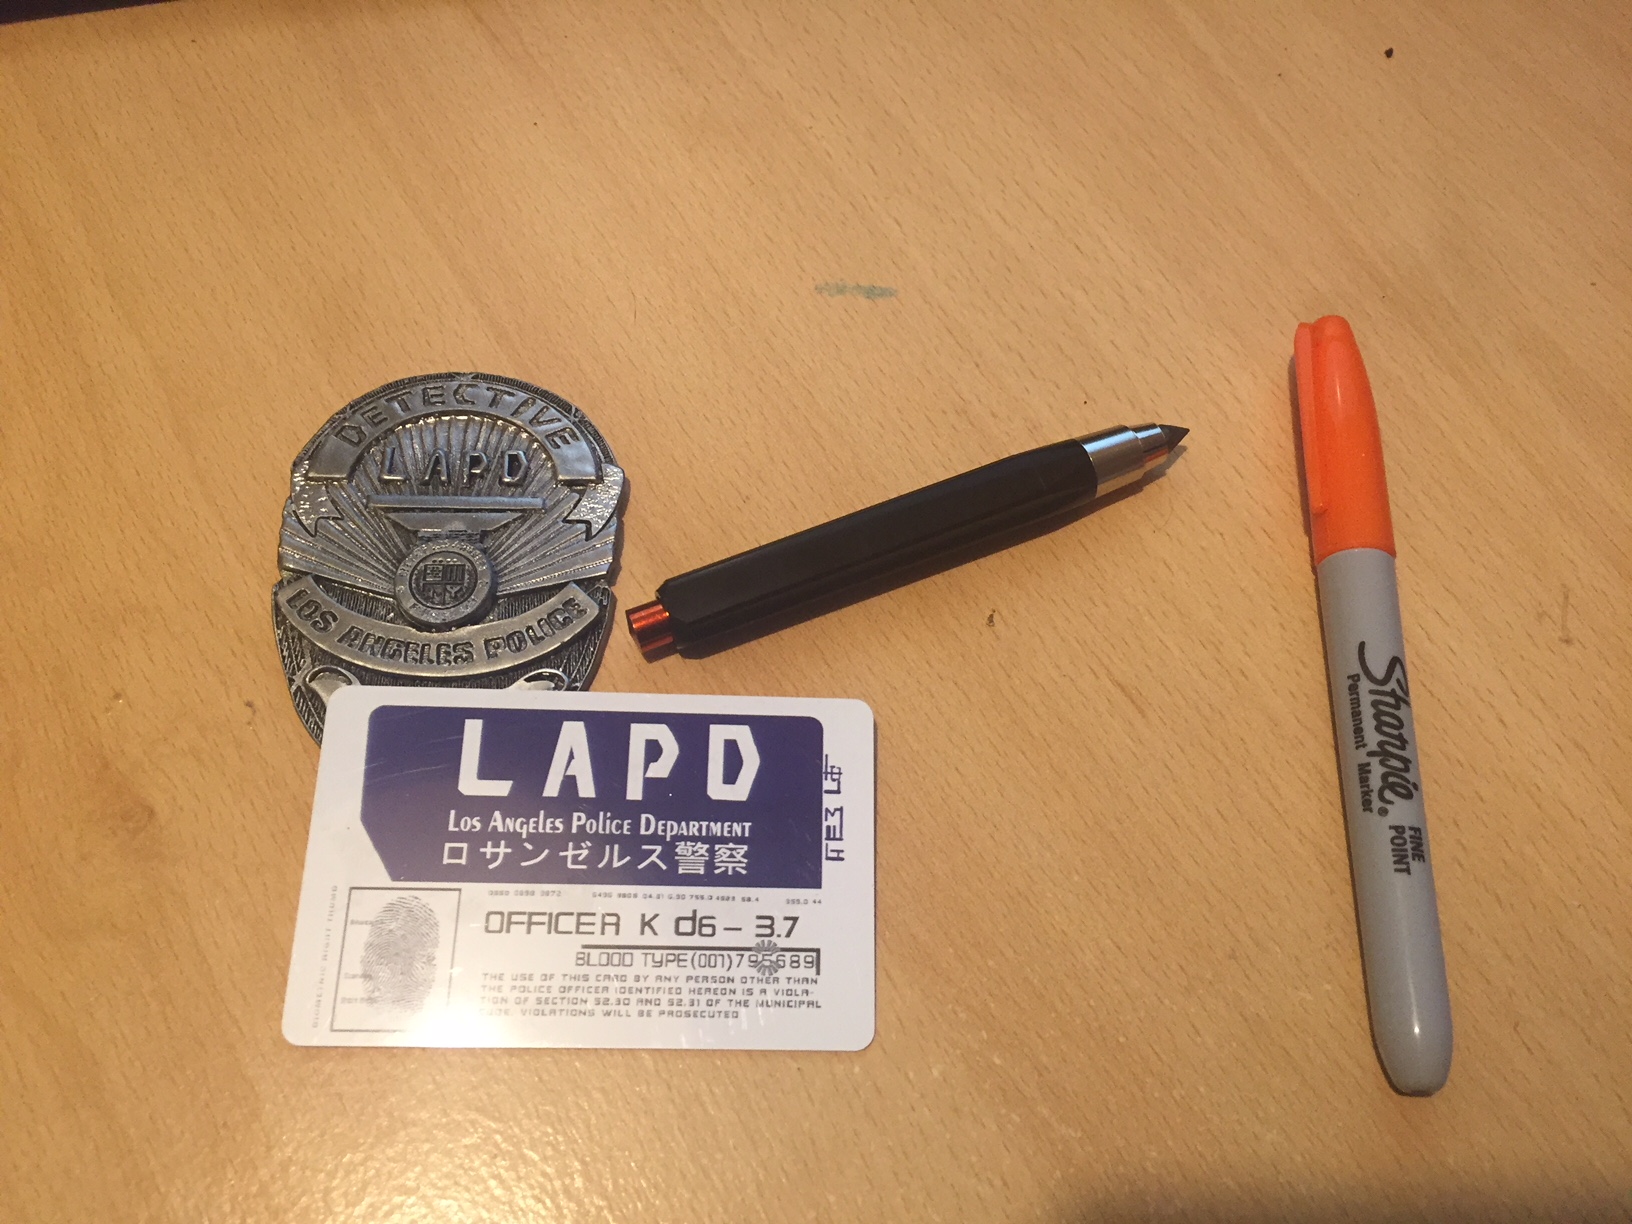 DETECTIVE
LAPD
LOS ANGELES POLICE
LAPD
Los Angeles Police Department
ロサンゼルス警察
OFFICER K d6 - 3.7
BLOOD TYPE(001)795689
THE USE OF THIS CARD BY ANY PERSON OTHER THAN
THE POLICE OFFICER IDENTIFIED HEREON IS A VIOLA-
TION OF SECTION 52.30 AND 52.31 OF THE MUNICIPAL
CODE. VIOLATIONS WILL BE PROSECUTED
Sharpie®
Permanent Marker
FINE
POINT